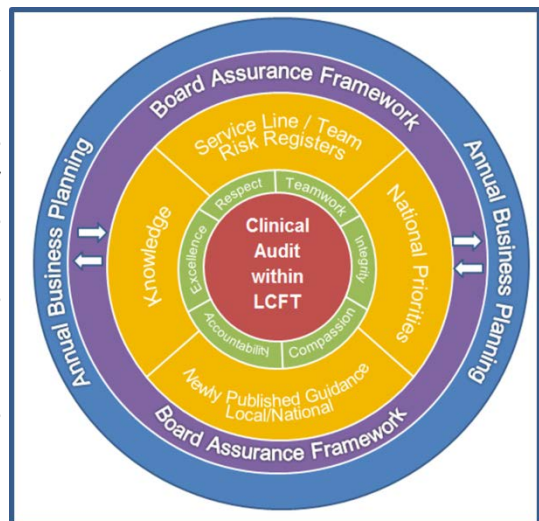 Board Assurance Framework
Annual Business Planning
Annual Business Planning
Service Line / Team
Risk Registers
Knowledge
National Priorities
Respect
Teamwork
Excellence
Integrity
Clinical
Audit
within
LCFT
Accountability
Compassion
Newly Published Guidance
Local/National
Board Assurance Framework